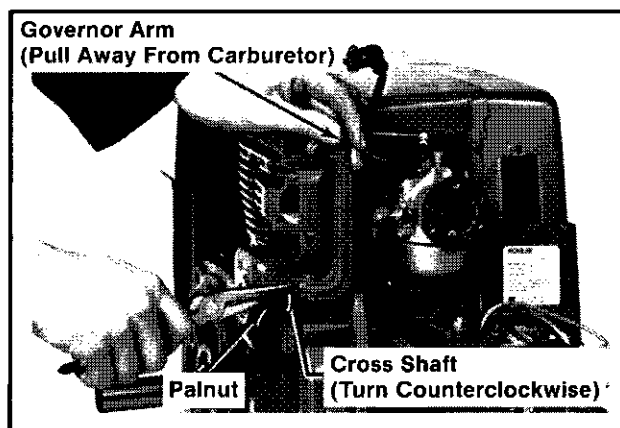 Governor Arm
(Pull Away From Carburetor)
KOHLER
Palnut
Cross Shaft
(Turn Counterclockwise)